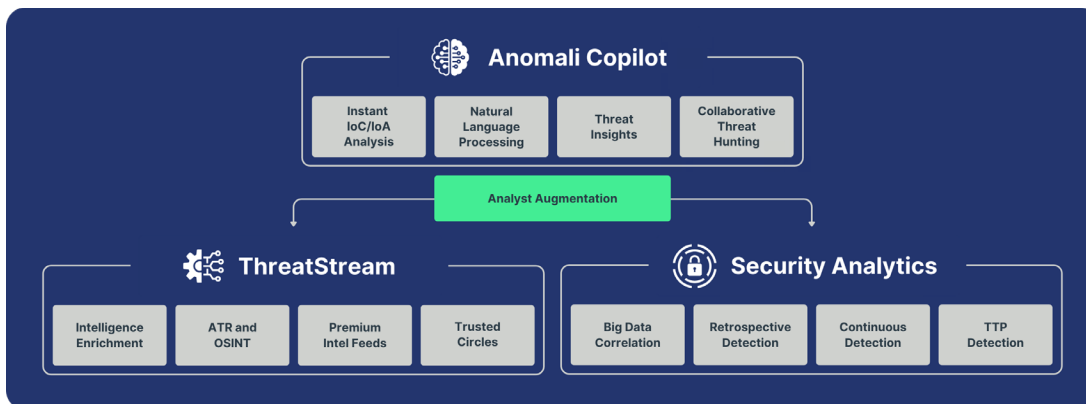 Anomali Copilot
Instant
IoC/IoA
Analysis
Natural
Language
Processing
Threat
Insights
Collaborative
Threat
Hunting
Analyst Augmentation
ThreatStream
Intelligence
Enrichment
ATR and
OSINT
Premium
Intel Feeds
Trusted
Circles
Security Analytics
Big Data
Correlation
Retrospective
Detection
Continuous
Detection
TTP
Detection